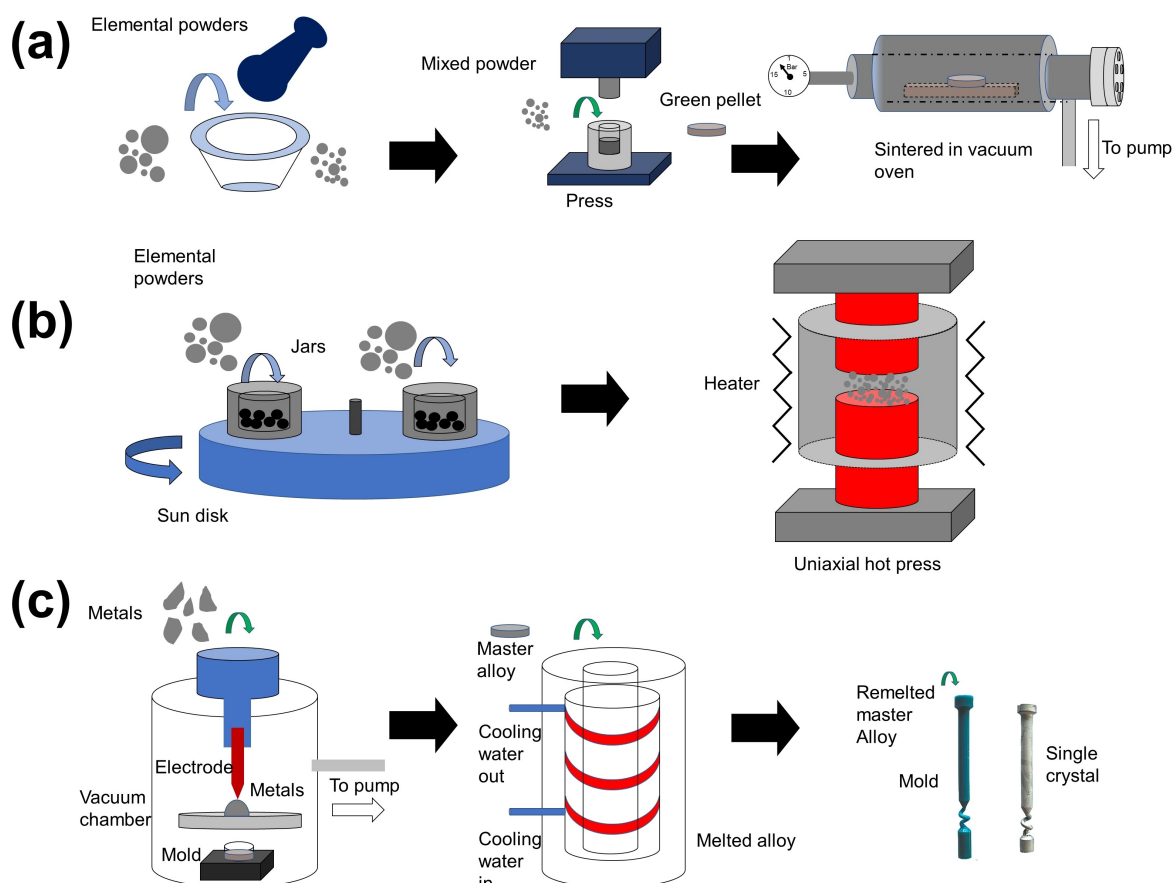 (a)
Elemental powders
Mixed powder
Green pellet
Press
1
Bar
15
5
10
Sintered in vacuum
oven
To pump
(b)
Elemental
powders
Jars
Sun disk
Heater
Uniaxial hot press
(c)
Metals
Electrode
Metals
Vacuum
chamber
Mold
To pump
Master
alloy
Cooling
water
out
Cooling
water
in
Melted alloy
Remelted
master
Alloy
Mold
Single
crystal